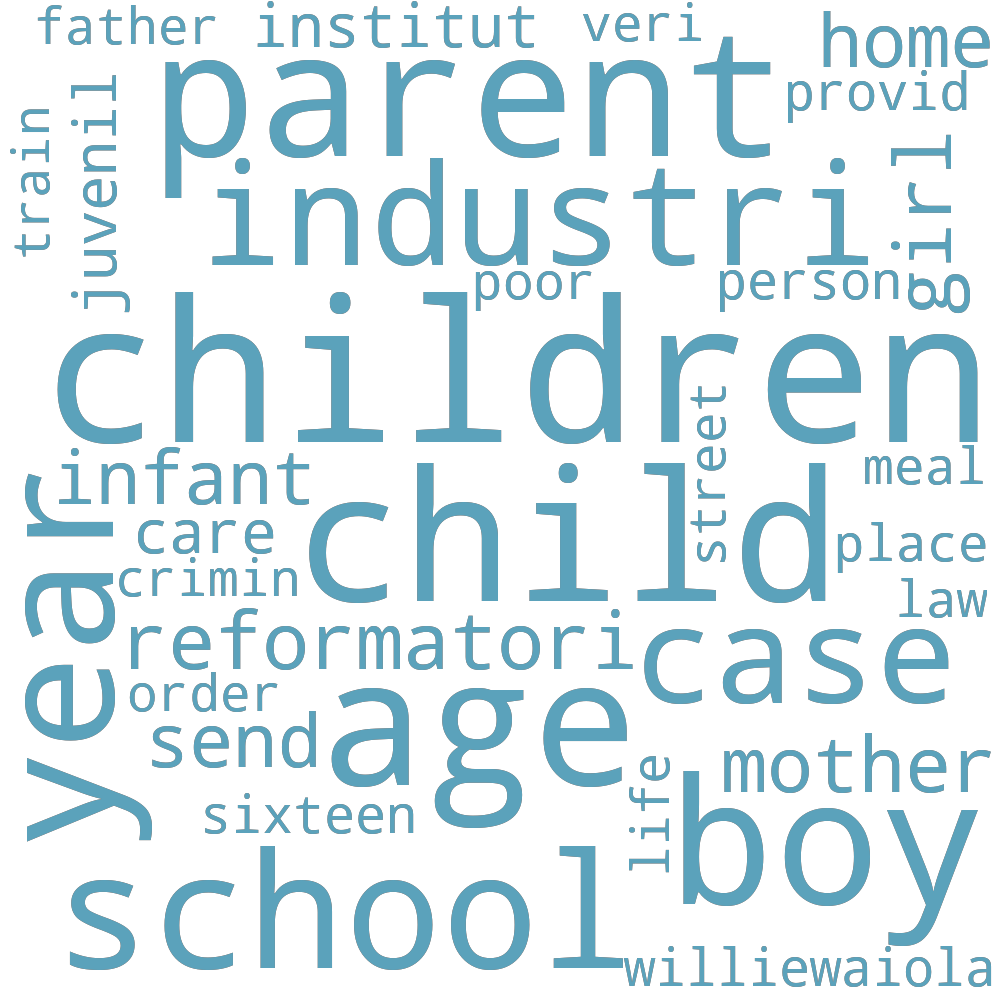 father
institut
veri
home
parent
provid
train
juvenil
industri
girl
poor
person
children
street
infant
meal
child
care
place
crimin
law
year
reformatori
case
order
age
send
mother
life
boy
sixteen
school
williewaiola